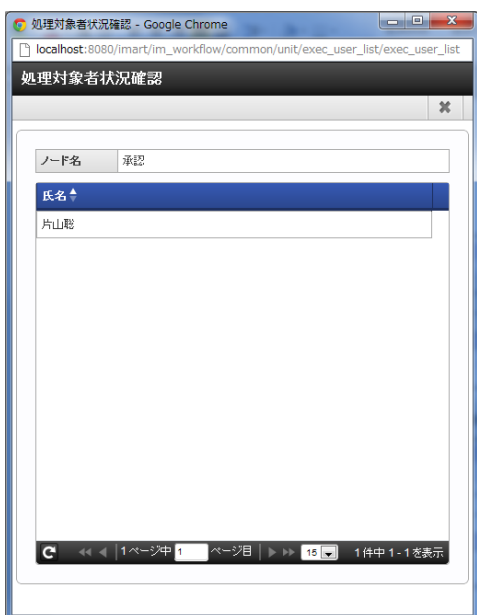 処理対象者状況確認 - Google Chrome
localhost:8080/imart/im_workflow/common/unit/exec_user_list/exec_user_list
処理対象者状況確認
ノード名 承認
氏名
片山聡
1ページ中 1 ページ目 15 1件中 1 - 1 を表示